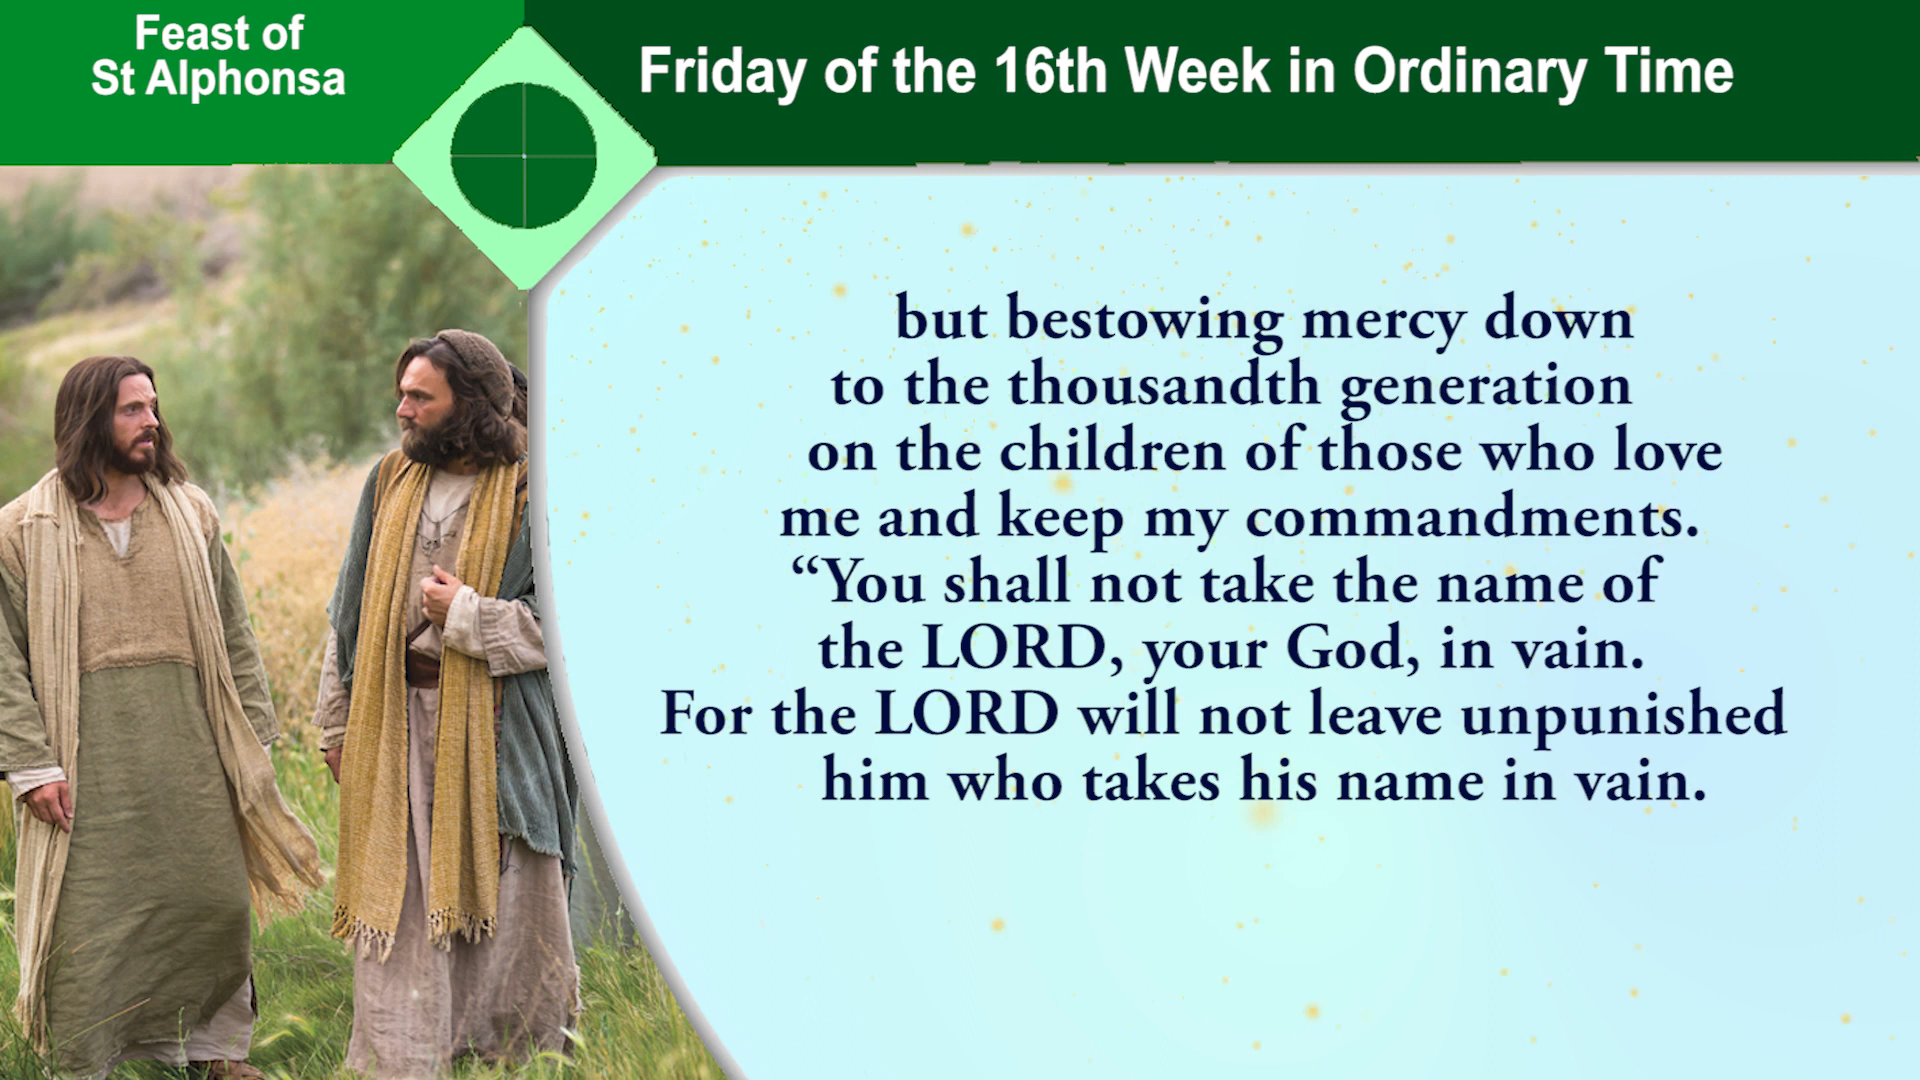 Feast of
St Alphonsa
Friday of the 16th Week in Ordinary Time
but bestowing mercy down
to the thousandth generation
on the children of those who love
me and keep my commandments.
“You shall not take the name of
the LORD, your God, in vain.
For the LORD will not leave unpunished
him who takes his name in vain.